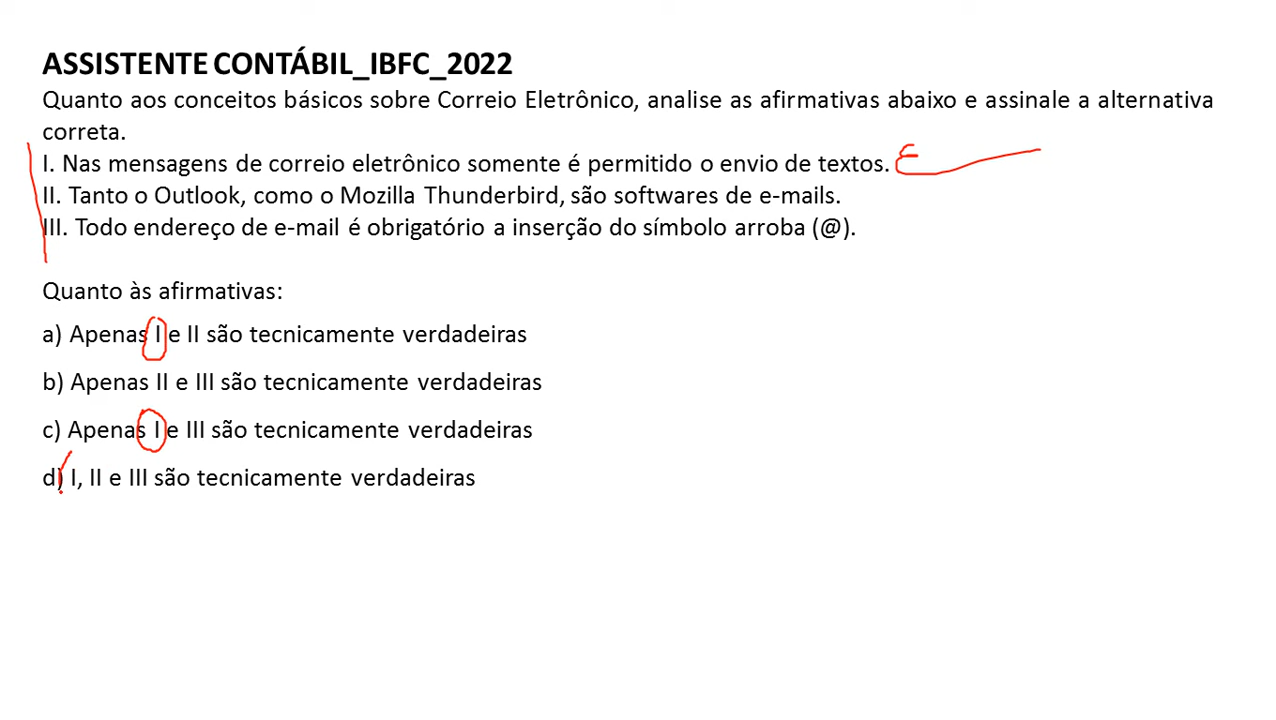 ASSISTENTE CONTÁBIL_IBFC_2022
Quanto aos conceitos básicos sobre Correio Eletrônico, analise as afirmativas abaixo e assinale a alternativa
correta.
I. Nas mensagens de correio eletrônico somente é permitido o envio de textos. E
II. Tanto o Outlook, como o Mozilla Thunderbird, são softwares de e-mails.
III. Todo endereço de e-mail é obrigatório a inserção do símbolo arroba (@).
Quanto às afirmativas:
a) Apenas I e II são tecnicamente verdadeiras
b) Apenas II e III são tecnicamente verdadeiras
c) Apenas I e III são tecnicamente verdadeiras
d) I, II e III são tecnicamente verdadeiras